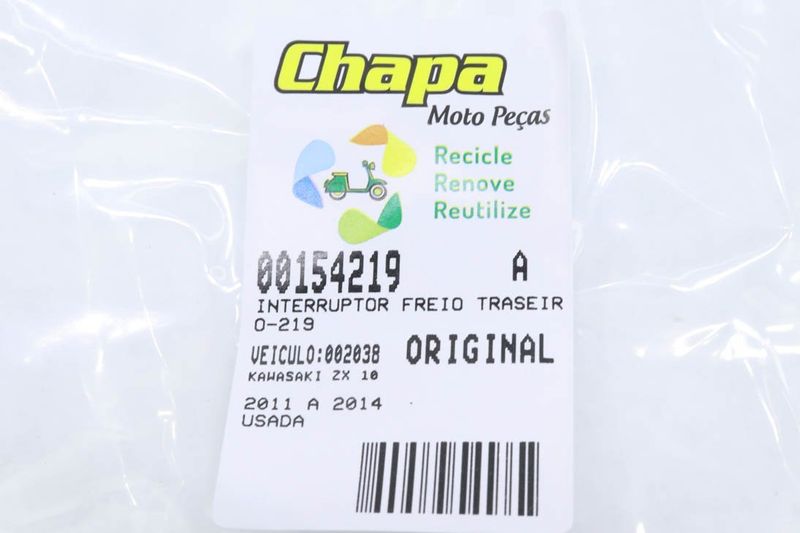 Chapa
Moto Peças
Recicle
Renove
Reutilize
00154219 A
INTERRUPTOR FREIO TRASEIR
O-219
VEICULO:002038 ORIGINAL
KAWASAKI ZX 10
2011 A 2014
USADA